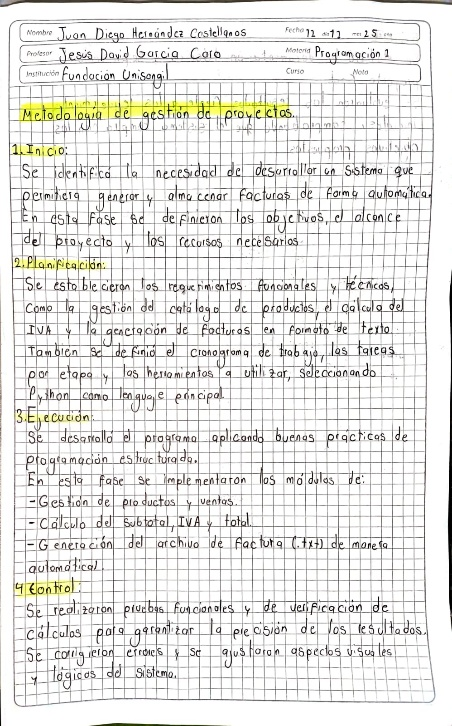 Nombre Juan Diego Hernández Castellanos Fecha 12 - 11 - 25
Profesor Jesús David García Caro Materia Programación 1
Institución Fundación Unisangil Curso Nota
Metodología de gestión de proyectos.
1. Inicio:
Se identificó la necesidad de desarrollar un sistema que
permitiera generar y almacenar facturas de forma automática.
En esta fase se definieron los objetivos, el alcance
del proyecto y los recursos necesarios
2. Planificación:
Se establecieron los requerimientos funcionales y técnicos,
como la gestión del catálogo de productos, el cálculo del
IVA y la generación de facturas en formato de texto.
También se definió el cronograma de trabajo, las tareas
por etapa y las herramientas a utilizar, seleccionando
Python como lenguaje principal.
3. Ejecución:
Se desarrolló el programa aplicando buenas prácticas de
programación estructurada.
En esta fase se implementaron los módulos de:
- Gestión de productos y ventas.
- Cálculo del subtotal, IVA y total.
- Generación del archivo de factura (.txt) de manera
automática.
4 Control:
Se realizaron pruebas funcionales y de verificación de
cálculos para garantizar la precisión de los resultados.
Se corrigieron errores y se ajustaron aspectos visuales
y lógicos del sistema.